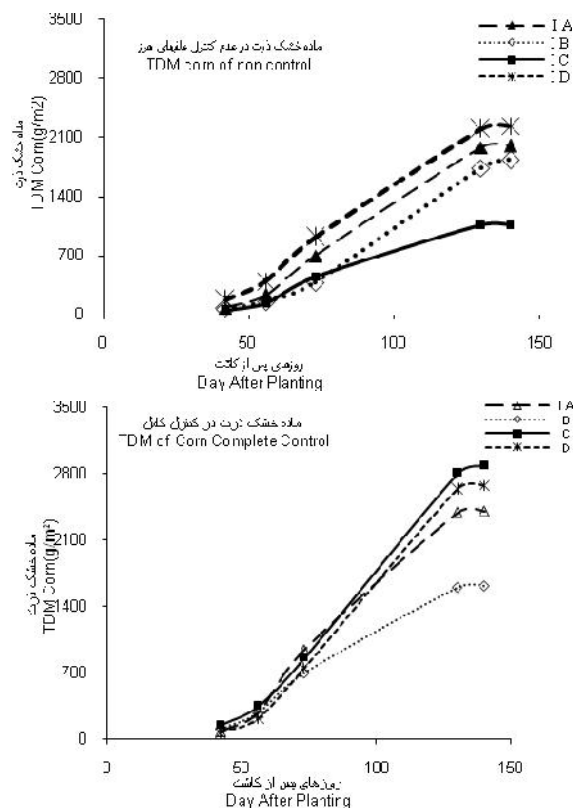 3500
I A
I B
I C
I D
ماده خشک ذرت در عدم کنترل علفهای هرز
TDM corn of non control
2800
2100
1400
700
0
ماده خشک ذرت
TDM Corn(g/m2)
0
50
100
150
روزهای پس از کاشت
Day After Planting
3500
I A
B
C
D
ماده خشک ذرت در کنترل کامل
TDM of Corn Complete Control
2800
2100
1400
700
0
ماده خشک ذرت
TDM Corn(g/m²)
0
50
100
150
روزهای پس از کاشت
Day After Planting